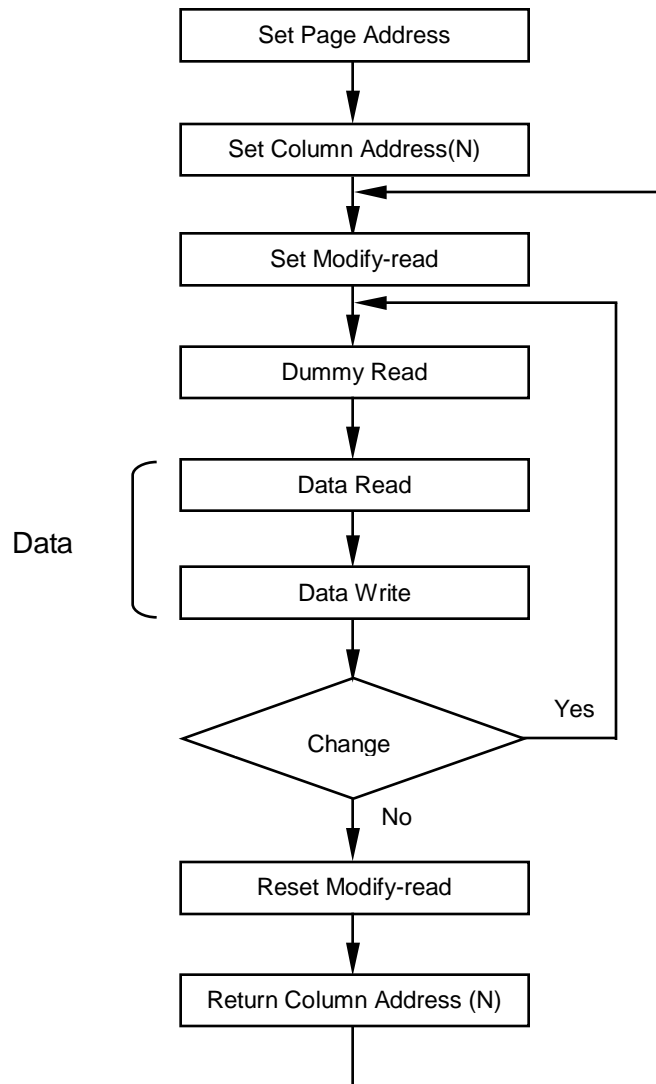 Set Page Address
Set Column Address(N)
Set Modify-read
Dummy Read
Data Read
Data
Data Write
Yes
Change
No
Reset Modify-read
Return Column Address (N)